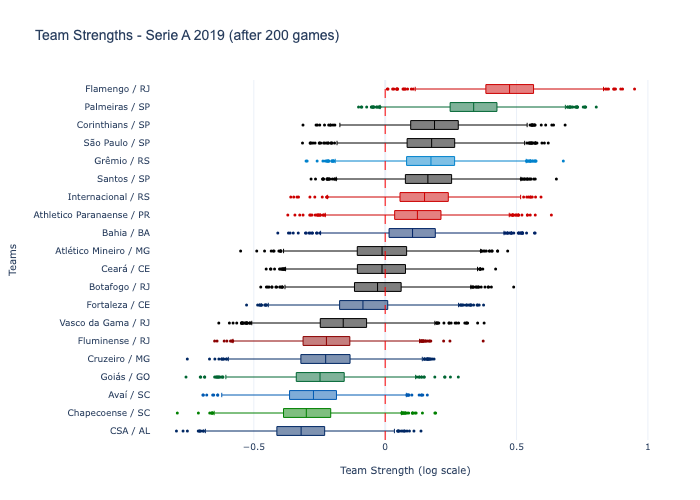 Team Strengths - Serie A 2019 (after 200 games)
Flamengo / RJ
Palmeiras / SP
Corinthians / SP
São Paulo / SP
Grêmio / RS
Santos / SP
Internacional / RS
Athletico Paranaense / PR
Bahia / BA
Atlético Mineiro / MG
Ceará / CE
Botafogo / RJ
Fortaleza / CE
Vasco da Gama / RJ
Fluminense / RJ
Cruzeiro / MG
Goiás / GO
Avaí / SC
Chapecoense / SC
CSA / AL
Teams
−0.5 0 0.5 1
Team Strength (log scale)